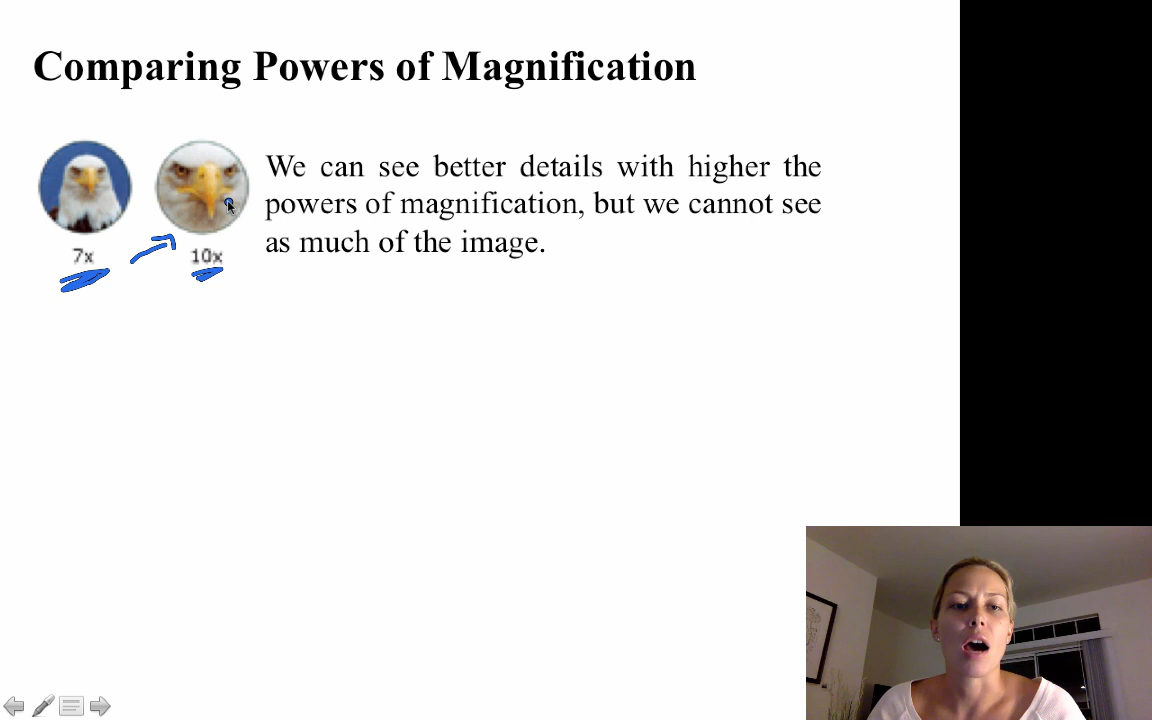 Comparing Powers of Magnification
We can see better details with higher the
powers of magnification, but we cannot see
as much of the image.
7x
10x